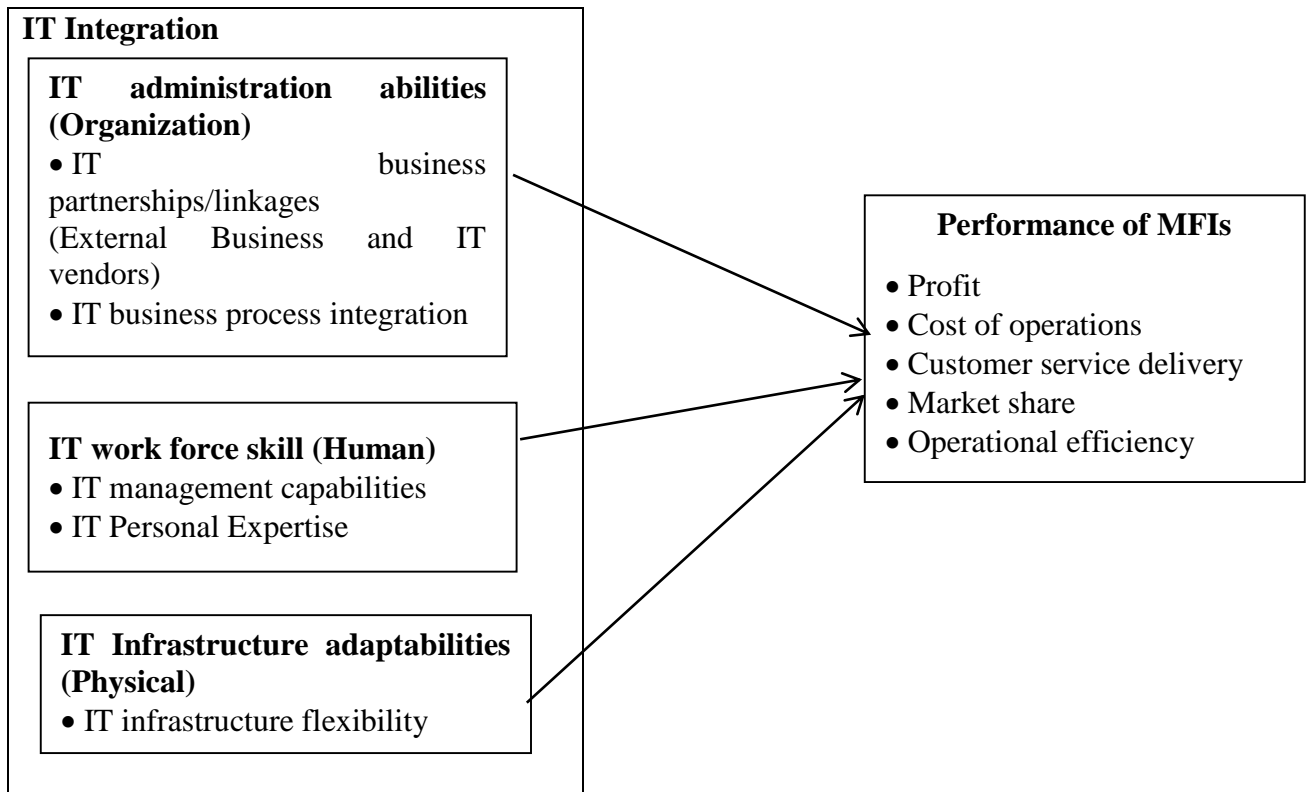 IT Integration
IT administration abilities
(Organization)
• IT business
partnerships/linkages
(External Business and IT
vendors)
• IT business process integration
IT work force skill (Human)
• IT management capabilities
• IT Personal Expertise
IT Infrastructure adaptabilities
(Physical)
• IT infrastructure flexibility
Performance of MFIs
• Profit
• Cost of operations
• Customer service delivery
• Market share
• Operational efficiency